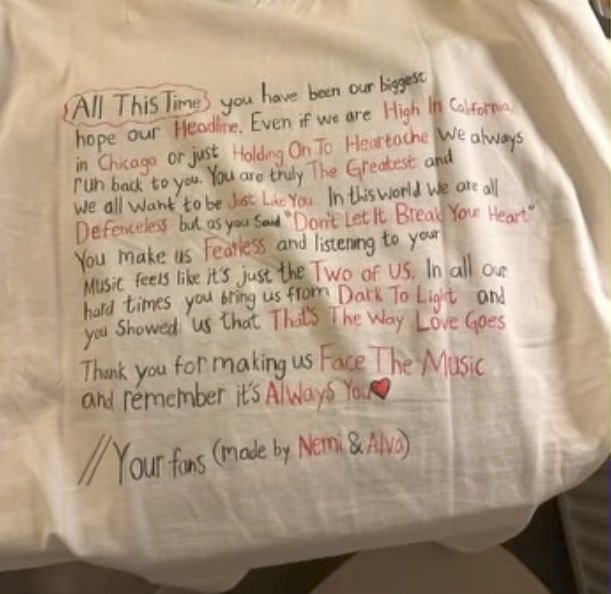 All This Time you have been our biggest
hope our Headline. Even if we are High In California,
in Chicago or just Holding On To Heartache We always
run back to you. You are truly The Greatest and
we all want to be Just Like You. In this world we are all
Defenceless but as you said "Don't Let It Break Your Heart"
You make us Fearless and listening to your
Music feels like it's just the Two of US. In all our
hard times you bring us from Dark To Light and
you Showed us that That's The Way Love Goes
Thank you for making us Face The Music
and remember it's Always You♥
//Your fans (made by Nemi & Alva)